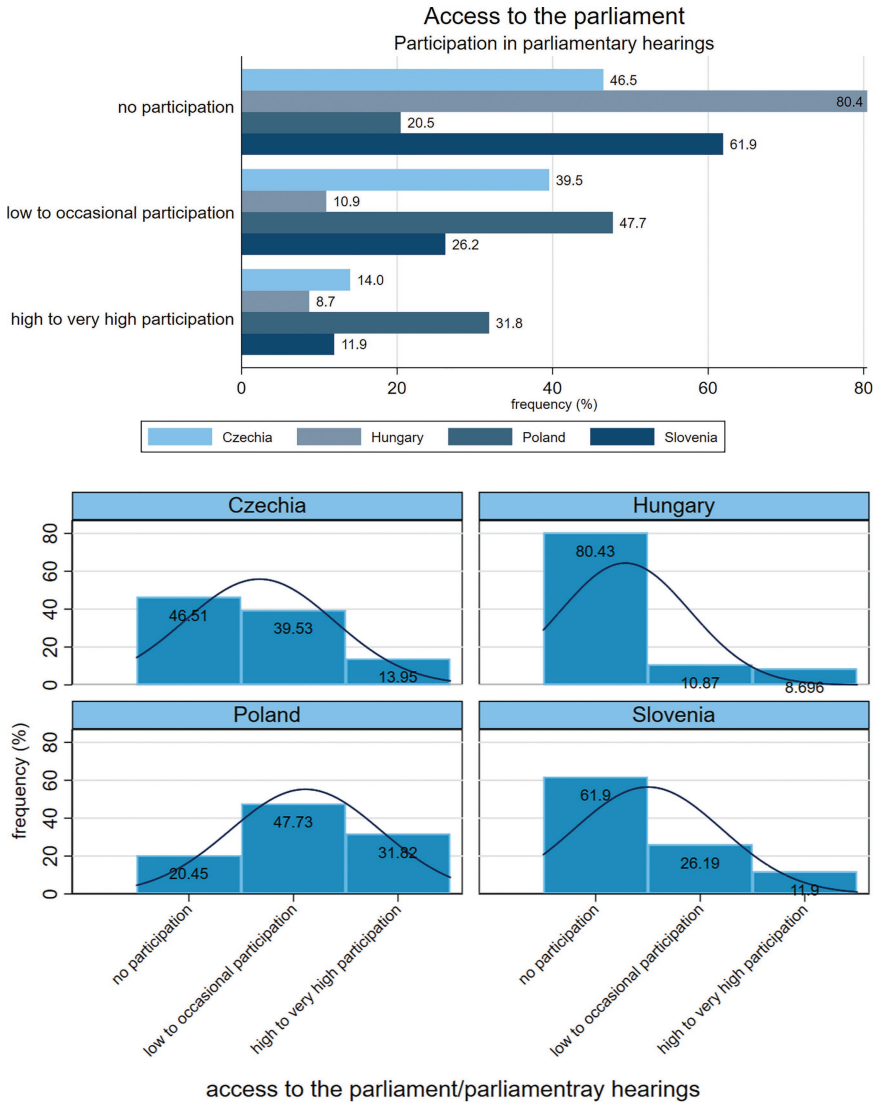 Access to the parliament
Participation in parliamentary hearings
no participation
46.5
80.4
20.5
61.9
low to occasional participation
39.5
10.9
47.7
26.2
high to very high participation
14.0
8.7
31.8
11.9
0 20 40 60 80
frequency (%)
Czechia Hungary Poland Slovenia
Czechia
Hungary
80
60
40
20
0
46.51
39.53
13.95
80.43
10.87
8.696
Poland
Slovenia
80
60
40
20
0
20.45
47.73
31.82
61.9
26.19
11.9
frequency (%)
no participation
low to occasional participation
high to very high participation
no participation
low to occasional participation
high to very high participation
access to the parliament/parliamentray hearings